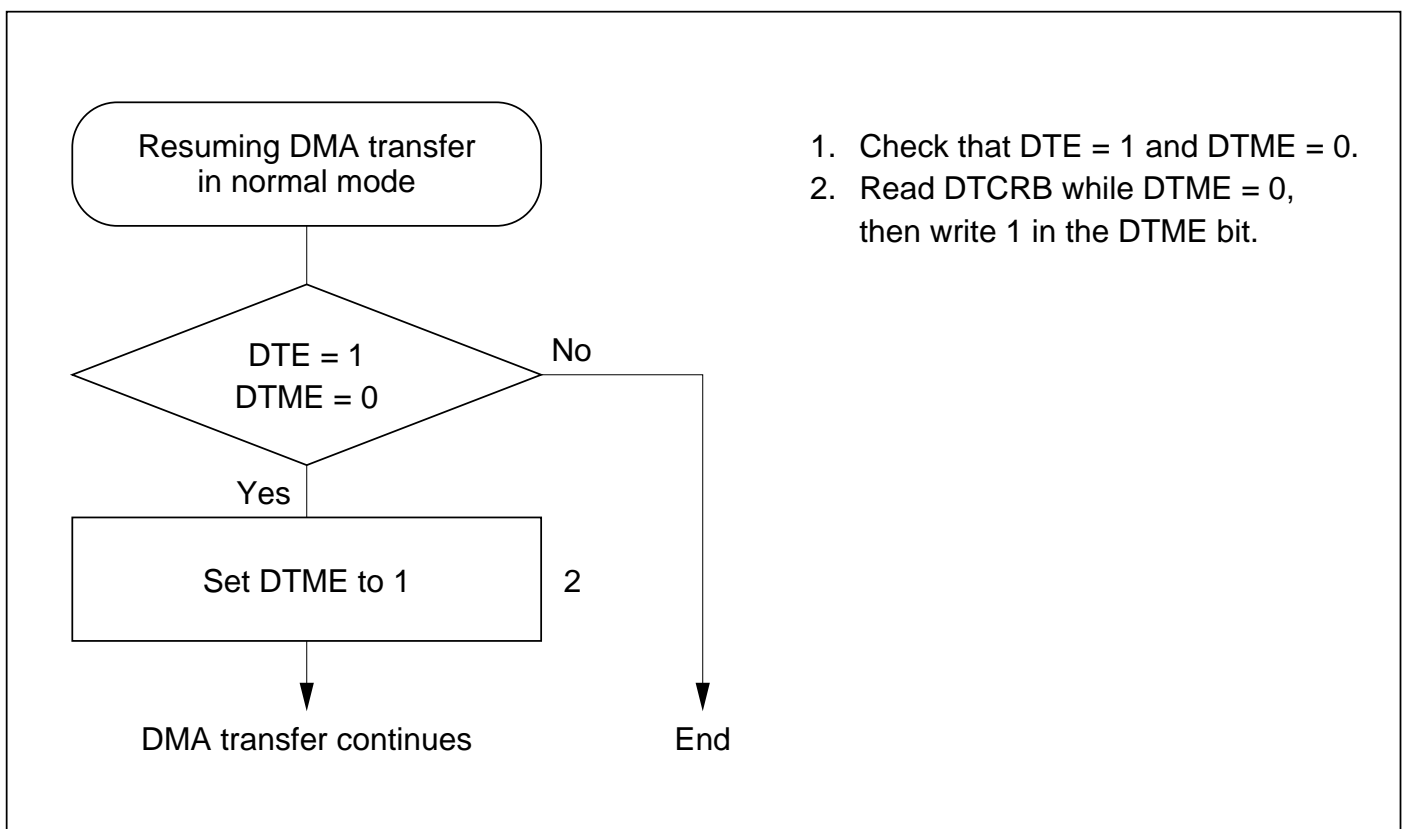 Resuming DMA transfer
in normal mode
1. Check that DTE = 1 and DTME = 0.
2. Read DTCRB while DTME = 0,
then write 1 in the DTME bit.
DTE = 1
DTME = 0
No
Yes
Set DTME to 1
2
DMA transfer continues
End